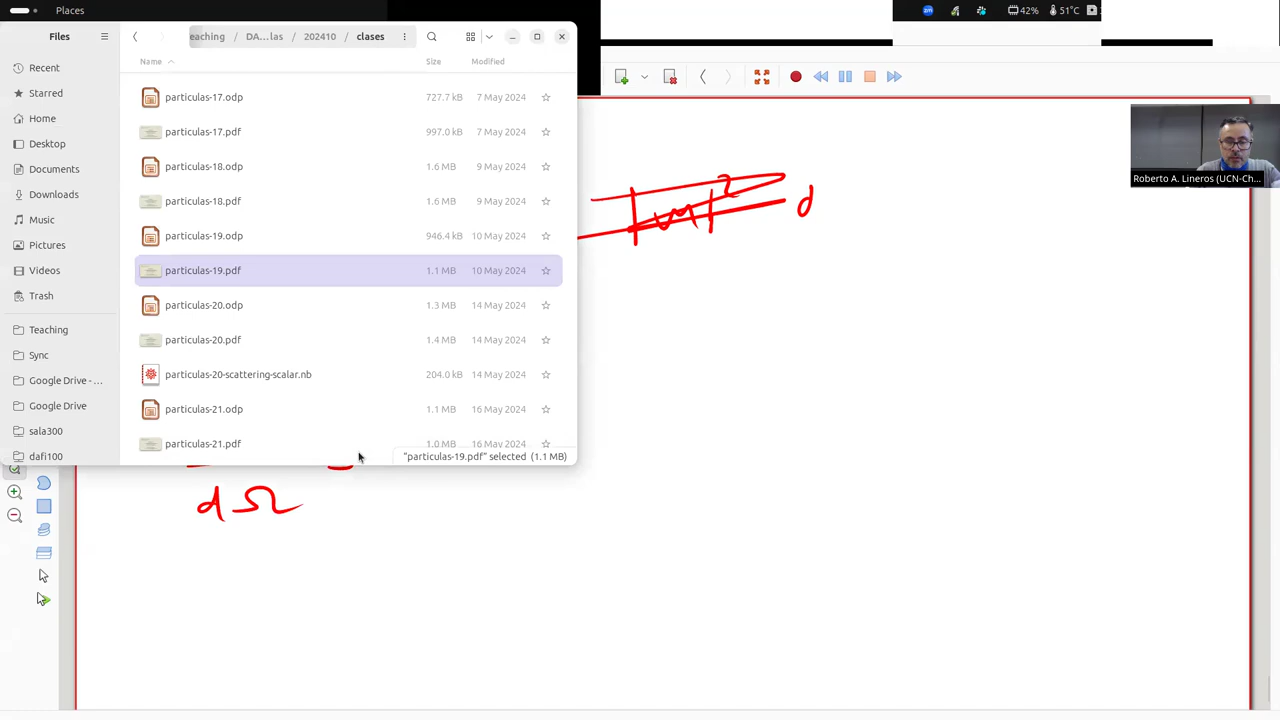 Places
42%
51°C
Files
eaching / DA...las / 202410 / clases
Name Size Modified
Recent
Starred
Home
Desktop
Documents
Downloads
Music
Pictures
Videos
Trash
Teaching
Sync
Google Drive - ...
Google Drive
sala300
dafi100
particulas-17.odp 727.7 kB 7 May 2024
particulas-17.pdf 997.0 kB 7 May 2024
particulas-18.odp 1.6 MB 9 May 2024
particulas-18.pdf 1.6 MB 9 May 2024
particulas-19.odp 946.4 kB 10 May 2024
particulas-19.pdf 1.1 MB 10 May 2024
particulas-20.odp 1.3 MB 14 May 2024
particulas-20.pdf 1.4 MB 14 May 2024
particulas-20-scattering-scalar.nb 204.0 kB 14 May 2024
particulas-21.odp 1.1 MB 16 May 2024
particulas-21.pdf 1.0 MB 16 May 2024
"particulas-19.pdf" selected (1.1 MB)
zm
Roberto A. Lineros (UCN-Ch...
|m|² d
dΩ